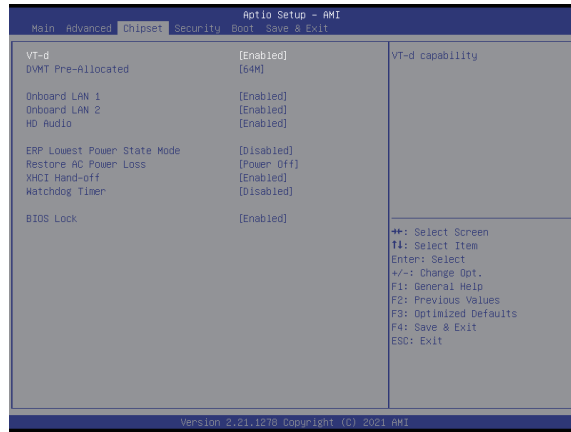 Aptio Setup – AMI
Main Advanced Chipset Security Boot Save & Exit
VT-d [Enabled]
DVMT Pre-Allocated [64M]
Onboard LAN 1 [Enabled]
Onboard LAN 2 [Enabled]
HD Audio [Enabled]
ERP Lowest Power State Mode [Disabled]
Restore AC Power Loss [Power Off]
XHCI Hand-off [Enabled]
Watchdog Timer [Disabled]
BIOS Lock [Enabled]
VT-d capability
→←: Select Screen
↑↓: Select Item
Enter: Select
+/-: Change Opt.
F1: General Help
F2: Previous Values
F3: Optimized Defaults
F4: Save & Exit
ESC: Exit
Version 2.21.1278 Copyright (C) 2021 AMI